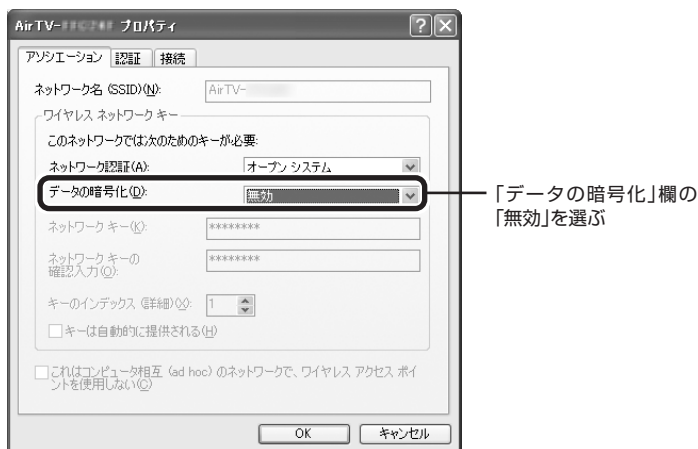 AirTV- プロパティ
アソシエーション 認証 接続
ネットワーク名 (SSID)(N): AirTV-
ワイヤレス ネットワーク キー
このネットワークでは次のためのキーが必要:
ネットワーク認証(A): オープン システム
データの暗号化(D): 無効
「データの暗号化」欄の
「無効」を選ぶ
ネットワーク キー(K): ********
ネットワーク キーの
確認入力(O): ********
キーのインデックス (詳細)(X): 1
キーは自動的に提供される(H)
これはコンピュータ相互 (ad hoc) のネットワークで、ワイヤレス アクセス ポイ
ントを使用しない(C)
OK キャンセル